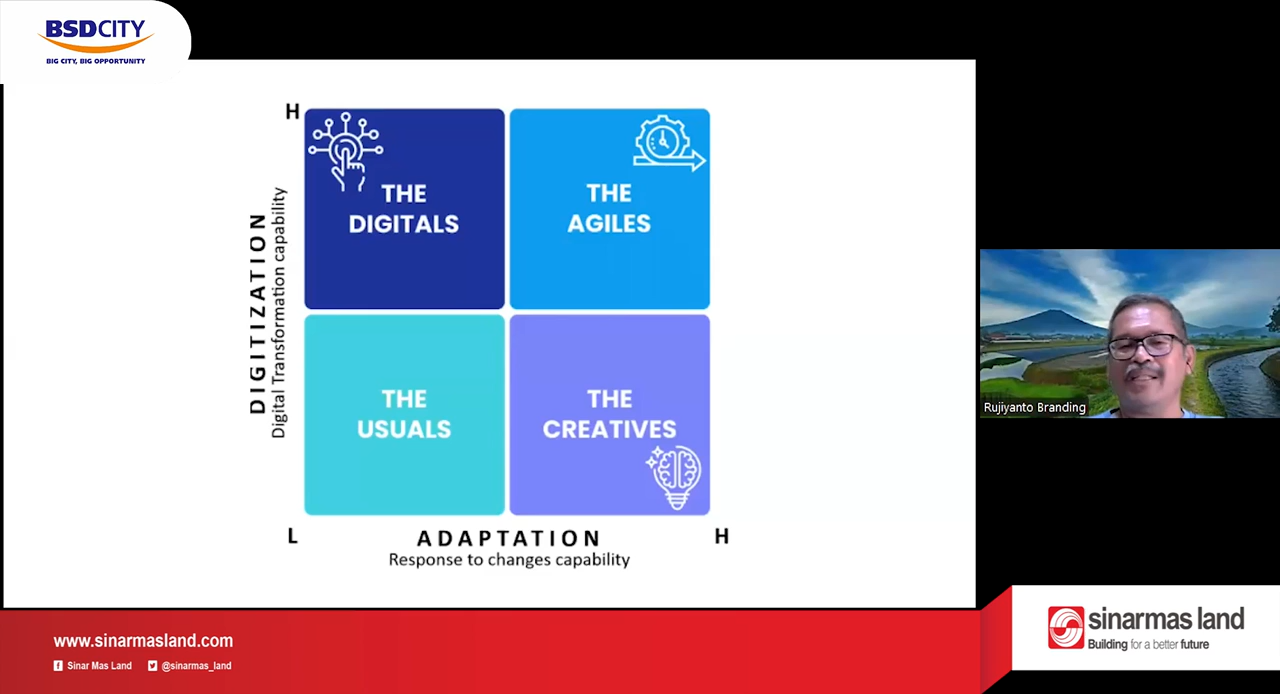 BSDCITY
BIG CITY, BIG OPPORTUNITY
H
THE
DIGITALS
THE
AGILES
DIGITIZATION
Digital Transformation capability
THE
USUALS
THE
CREATIVES
L
ADAPTATION
H
Response to changes capability
Rujiyanto Branding
www.sinarmasland.com
Sinar Mas Land
@sinarmas_land
sinarmas land
Building for a better future